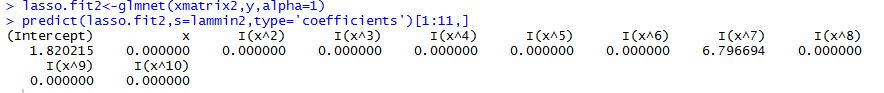 > lasso.fit2<-glmnet(xmatrix2,y,alpha=1)
> predict(lasso.fit2,s=lammin2,type='coefficients')[1:11,]
(Intercept)           x      I(x^2)      I(x^3)      I(x^4)      I(x^5)      I(x^6)      I(x^7)      I(x^8)
   1.820215    0.000000    0.000000    0.000000    0.000000    0.000000    0.000000    6.796694    0.000000
     I(x^9)     I(x^10)
   0.000000    0.000000